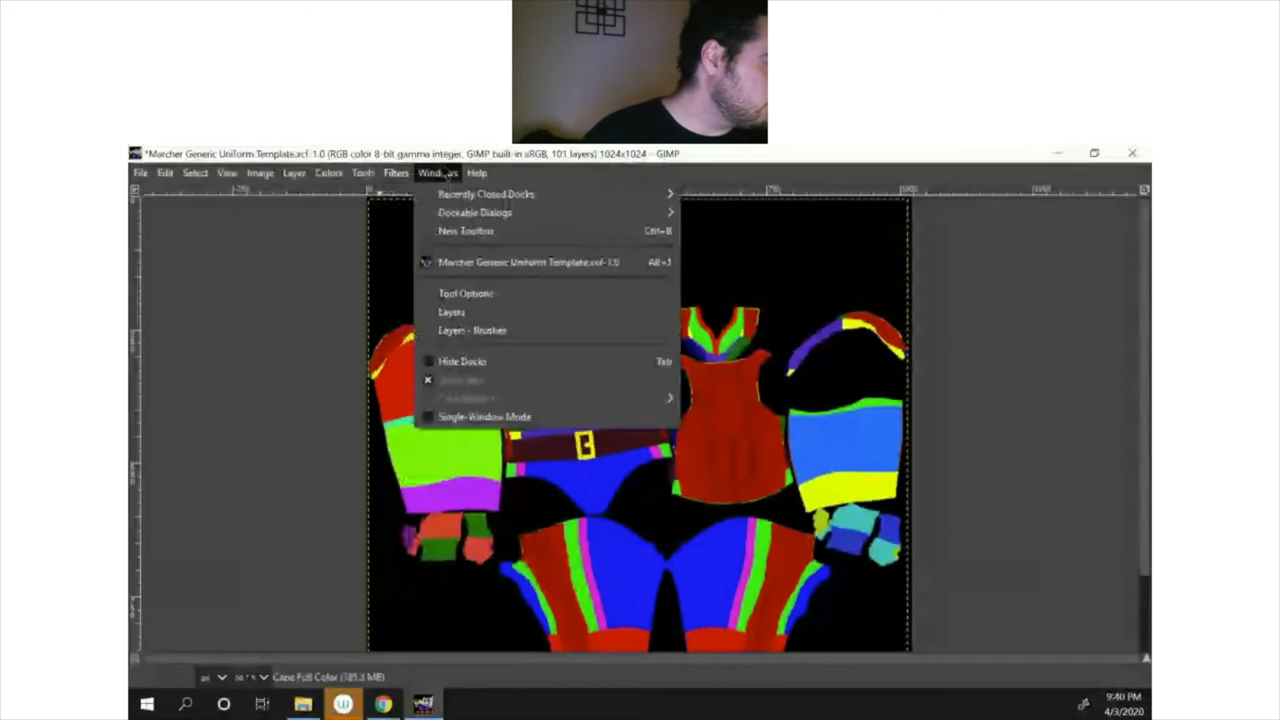 *Marcher Generic Uniform Template.xcf-1.0 (RGB color 8-bit gamma integer, GIMP built-in sRGB, 101 layers) 1024x1024 – GIMP
File Edit Select View Image Layer Colors Tools Filters Windows Help
Recently Closed Docks
Dockable Dialogs
New Toolbox Ctrl+B
Marcher Generic Uniform Template.xcf-1.0
Tool Options
Layers
Layers - Brushes
Hide Docks Tab
Single-Window Mode
Cape Full Color (185.3 MB)
9:40 PM
4/3/2020